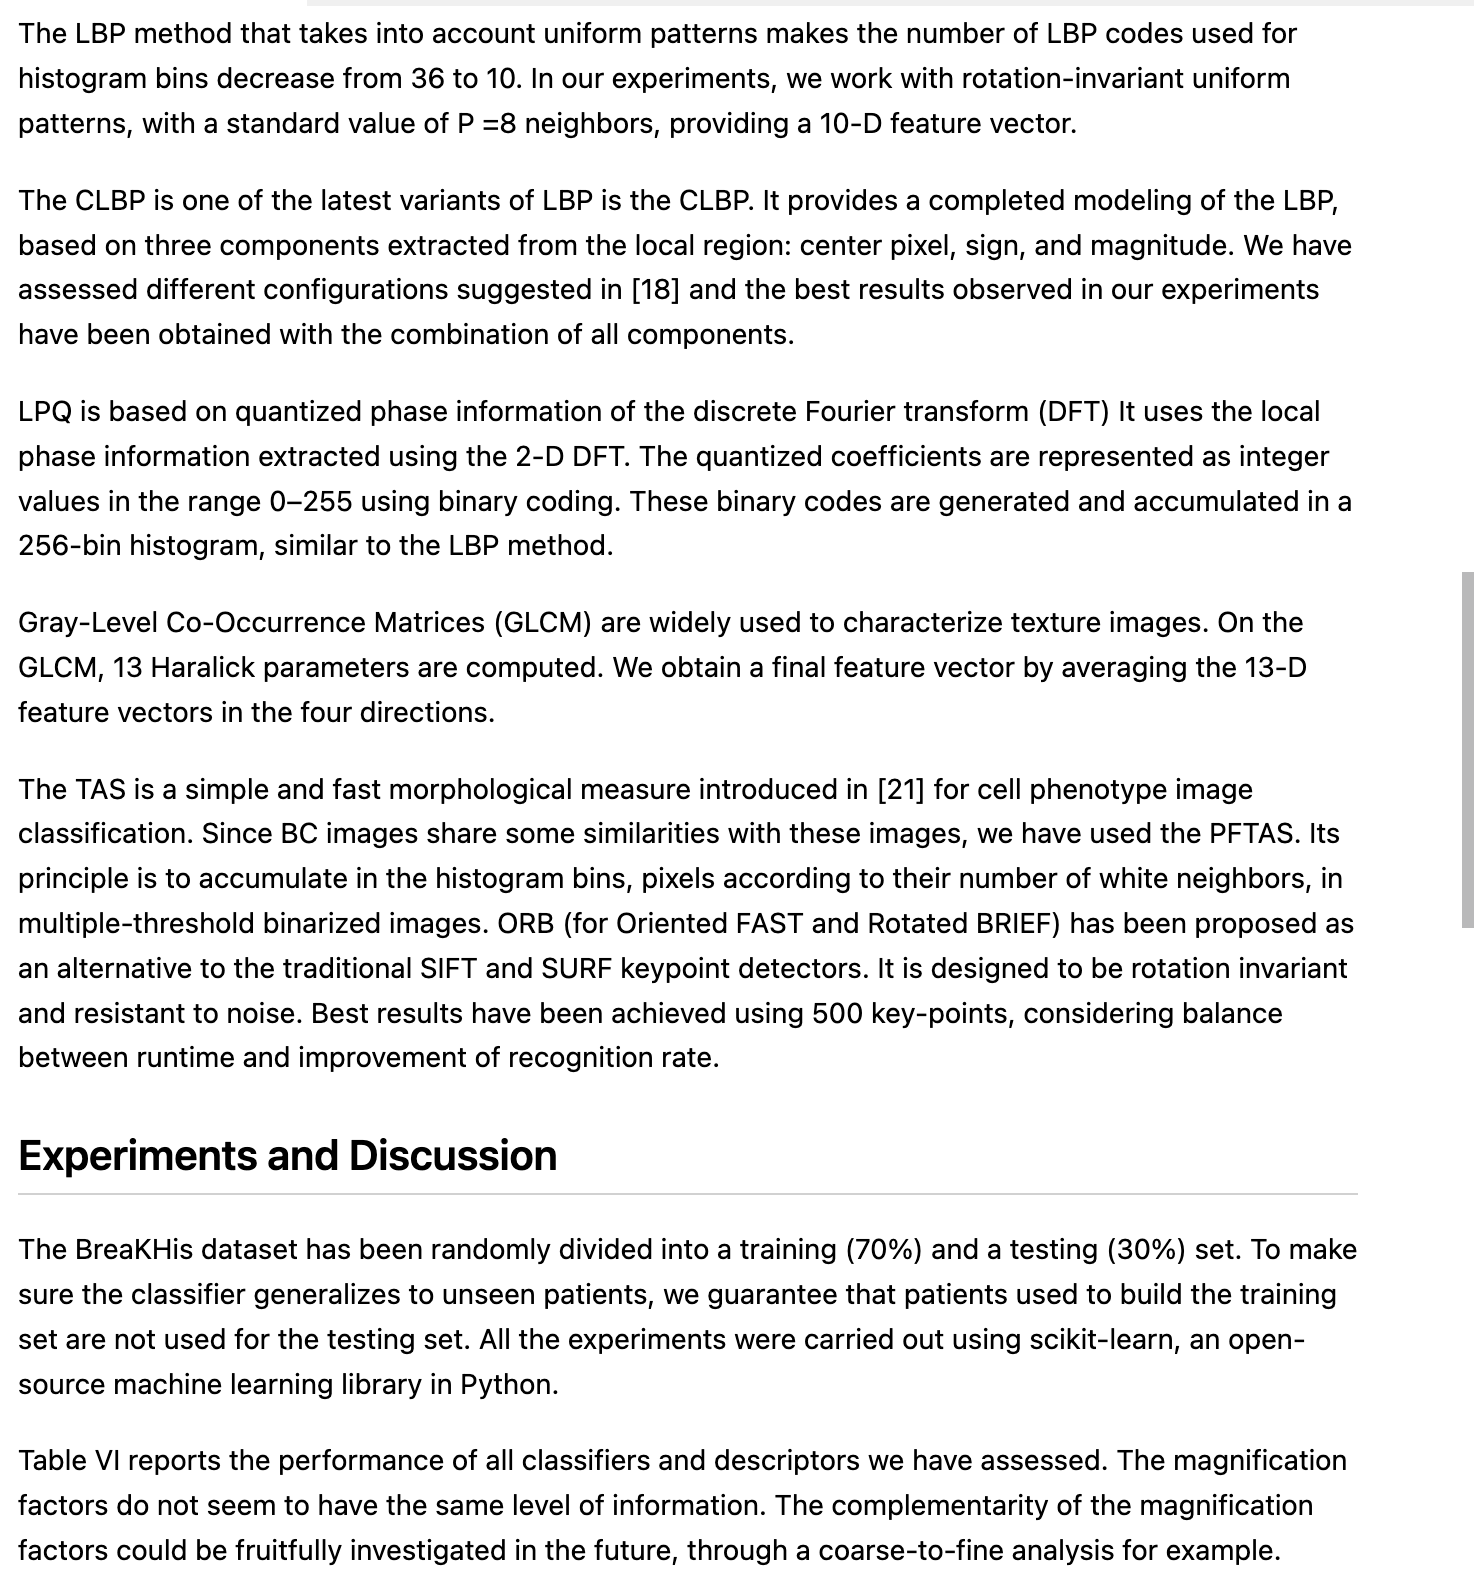 The LBP method that takes into account uniform patterns makes the number of LBP codes used for
histogram bins decrease from 36 to 10. In our experiments, we work with rotation-invariant uniform
patterns, with a standard value of P =8 neighbors, providing a 10-D feature vector.
The CLBP is one of the latest variants of LBP is the CLBP. It provides a completed modeling of the LBP,
based on three components extracted from the local region: center pixel, sign, and magnitude. We have
assessed different configurations suggested in [18] and the best results observed in our experiments
have been obtained with the combination of all components.
LPQ is based on quantized phase information of the discrete Fourier transform (DFT) It uses the local
phase information extracted using the 2-D DFT. The quantized coefficients are represented as integer
values in the range 0–255 using binary coding. These binary codes are generated and accumulated in a
256-bin histogram, similar to the LBP method.
Gray-Level Co-Occurrence Matrices (GLCM) are widely used to characterize texture images. On the
GLCM, 13 Haralick parameters are computed. We obtain a final feature vector by averaging the 13-D
feature vectors in the four directions.
The TAS is a simple and fast morphological measure introduced in [21] for cell phenotype image
classification. Since BC images share some similarities with these images, we have used the PFTAS. Its
principle is to accumulate in the histogram bins, pixels according to their number of white neighbors, in
multiple-threshold binarized images. ORB (for Oriented FAST and Rotated BRIEF) has been proposed as
an alternative to the traditional SIFT and SURF keypoint detectors. It is designed to be rotation invariant
and resistant to noise. Best results have been achieved using 500 key-points, considering balance
between runtime and improvement of recognition rate.
Experiments and Discussion
The BreaKHis dataset has been randomly divided into a training (70%) and a testing (30%) set. To make
sure the classifier generalizes to unseen patients, we guarantee that patients used to build the training
set are not used for the testing set. All the experiments were carried out using scikit-learn, an open-
source machine learning library in Python.
Table VI reports the performance of all classifiers and descriptors we have assessed. The magnification
factors do not seem to have the same level of information. The complementarity of the magnification
factors could be fruitfully investigated in the future, through a coarse-to-fine analysis for example.